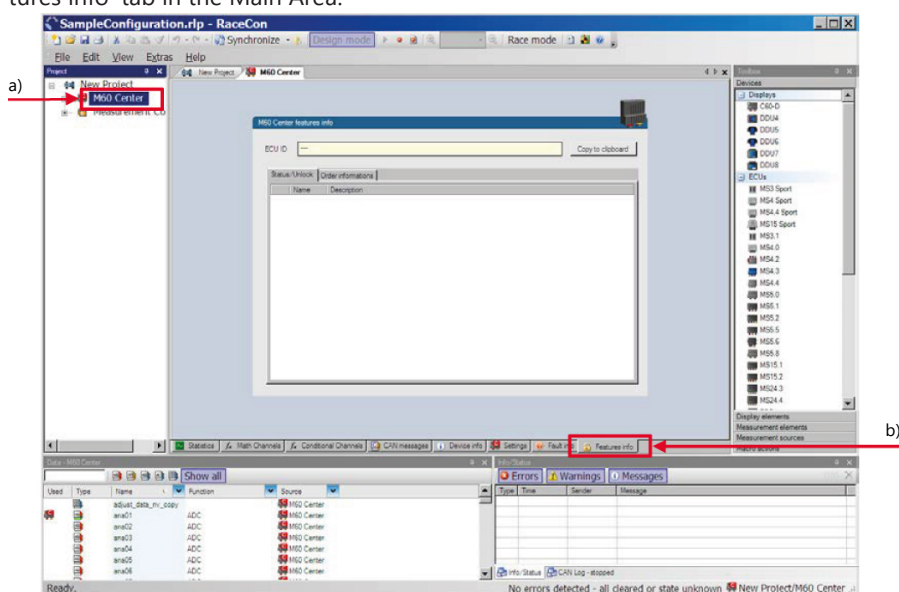 tures info" tab in the Main Area.
SampleConfiguration.rlp - RaceCon
Synchronize
Design mode
Race mode
File Edit View Extras Help
Project
New Project
M60 Center
Toolbox
a)
New Project
M60 Center
Measurement Co
Devices
Displays
C60-D
DDU4
DDU5
DDU6
DDU7
DDU8
ECUs
MS3 Sport
MS4 Sport
MS4.4 Sport
MS15 Sport
MS3.1
MS4.0
MS4.2
MS4.3
MS4.4
MS5.0
MS5.1
MS5.2
MS5.5
MS5.6
MS5.8
MS15.1
MS15.2
MS24.3
MS24.4
Display elements
Measurement elements
Measurement sources
Macro actions
M60 Center features info
ECU ID
---
Copy to clipboard
Status/Unlock
Order informations
Name
Description
b)
Statistics
Math Channels
Conditional Channels
CAN messages
Device info
Settings
Fault info
Features info
Data - M60 Center
Show all
Used Type Name Function Source
adjust_data_nv_copy M60 Center
ana01 ADC M60 Center
ana02 ADC M60 Center
ana03 ADC M60 Center
ana04 ADC M60 Center
ana05 ADC M60 Center
ana06 ADC M60 Center
Info/Status
Errors
Warnings
Messages
Type Time Sender Message
Info/Status
CAN Log - stopped
Ready.
No errors detected - all cleared or state unknown
New Project/M60 Center